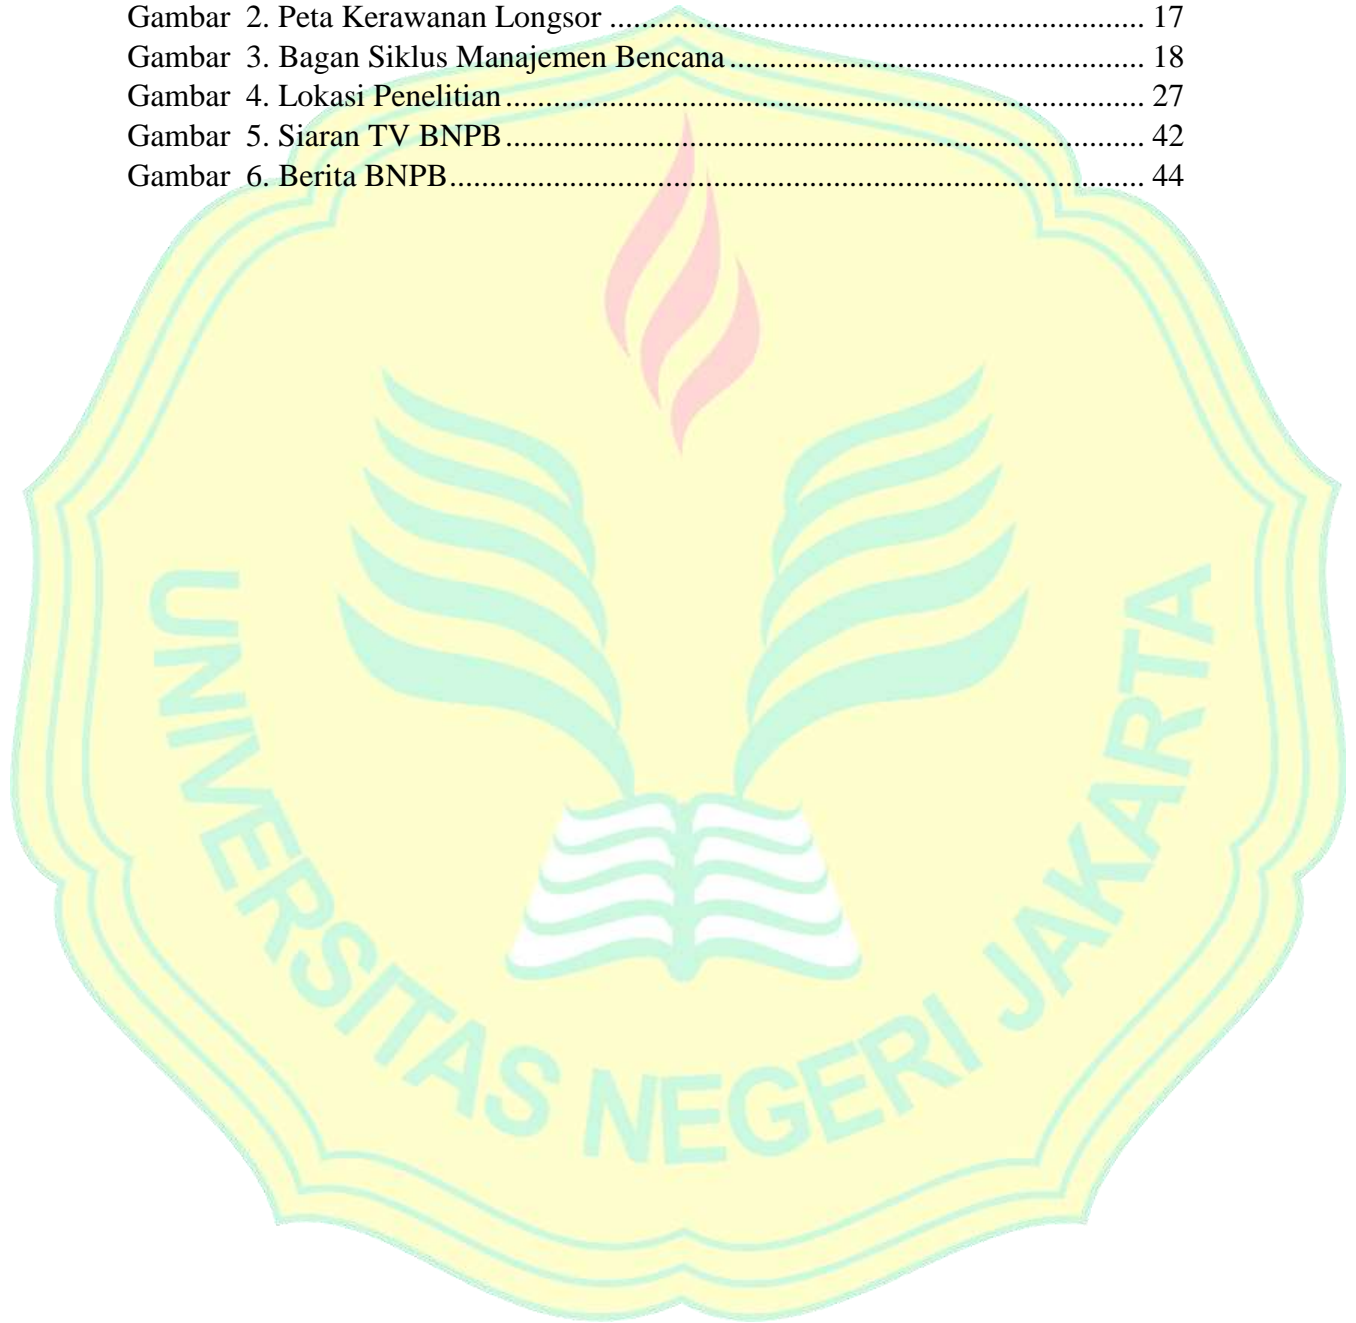 Gambar  2. Peta Kerawanan Longsor .................................................................. 17
Gambar  3. Bagan Siklus Manajemen Bencana ................................................... 18
Gambar  4. Lokasi Penelitian ............................................................................... 27
Gambar  5. Siaran TV BNPB ............................................................................... 42
Gambar  6. Berita BNPB...................................................................................... 44
UNIVERSITAS NEGERI JAKARTA